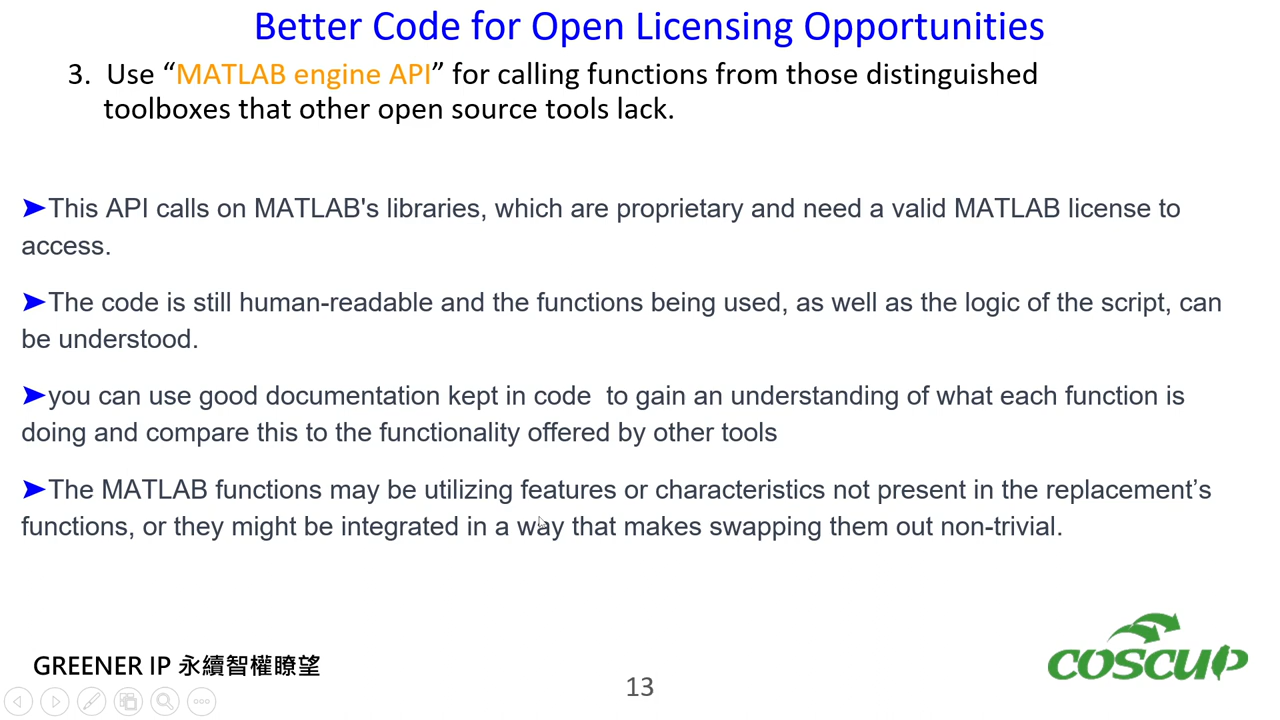 Better Code for Open Licensing Opportunities
3. Use “MATLAB engine API” for calling functions from those distinguished
toolboxes that other open source tools lack.
➤This API calls on MATLAB's libraries, which are proprietary and need a valid MATLAB license to
access.
➤The code is still human-readable and the functions being used, as well as the logic of the script, can
be understood.
➤you can use good documentation kept in code  to gain an understanding of what each function is
doing and compare this to the functionality offered by other tools
➤The MATLAB functions may be utilizing features or characteristics not present in the replacement’s
functions, or they might be integrated in a way that makes swapping them out non-trivial.
GREENER IP 永續智權瞭望
13
COSCUP